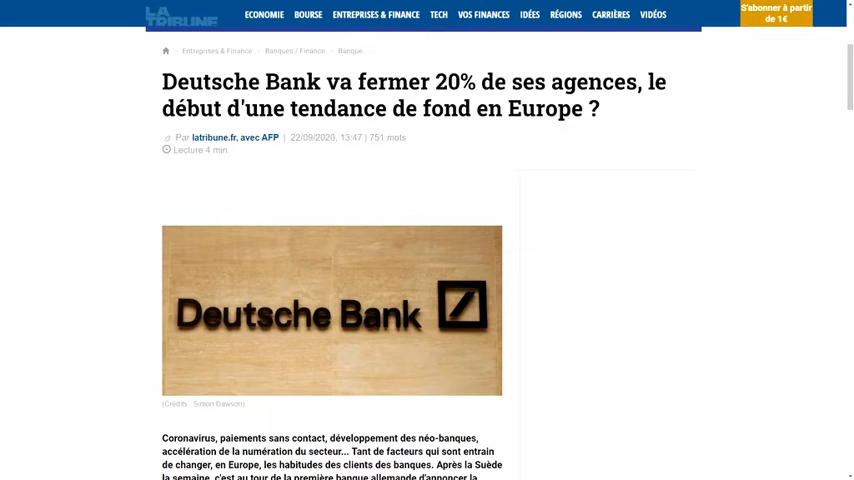 LA TRIBUNE
ECONOMIE BOURSE ENTREPRISES & FINANCE TECH VOS FINANCES IDÉES RÉGIONS CARRIÈRES VIDÉOS
S'abonner à partir
de 1€
Entreprises & Finance Banques / Finance Banque
Deutsche Bank va fermer 20% de ses agences, le
début d'une tendance de fond en Europe ?
Par latribune.fr, avec AFP | 22/09/2020, 13:47 | 751 mots
Lecture 4 min.
Deutsche Bank
(Crédits : Simon Dawson)
Coronavirus, paiements sans contact, développement des néo-banques,
accélération de la numération du secteur... Tant de facteurs qui sont entrain
de changer, en Europe, les habitudes des clients des banques. Après la Suède
la semaine, c'est au tour de la première banque allemande d'annoncer la